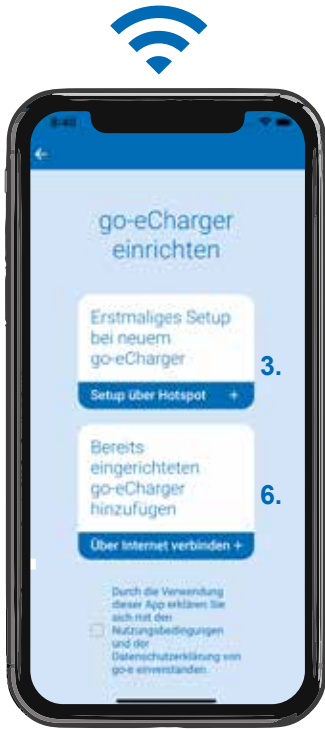 8:40
go-eCharger
einrichten
Erstmaliges Setup
bei neuem
go-eCharger
3.
Setup über Hotspot +
Bereits
eingerichteten
go-eCharger
hinzufügen
6.
Über Internet verbinden +
Durch die Verwendung
dieser App erklären Sie
sich mit den
Nutzungsbedingungen
und der
Datenschutzerklärung von
go-e einverstanden.